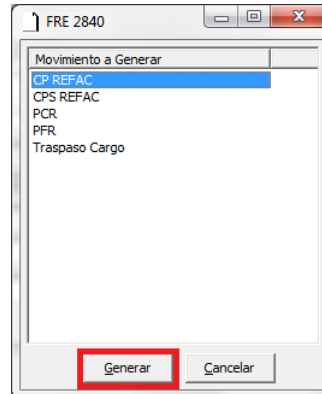 FRE 2840
Movimiento a Generar
CP REFAC
CPS REFAC
PCR
PFR
Traspaso Cargo
Generar
Cancelar